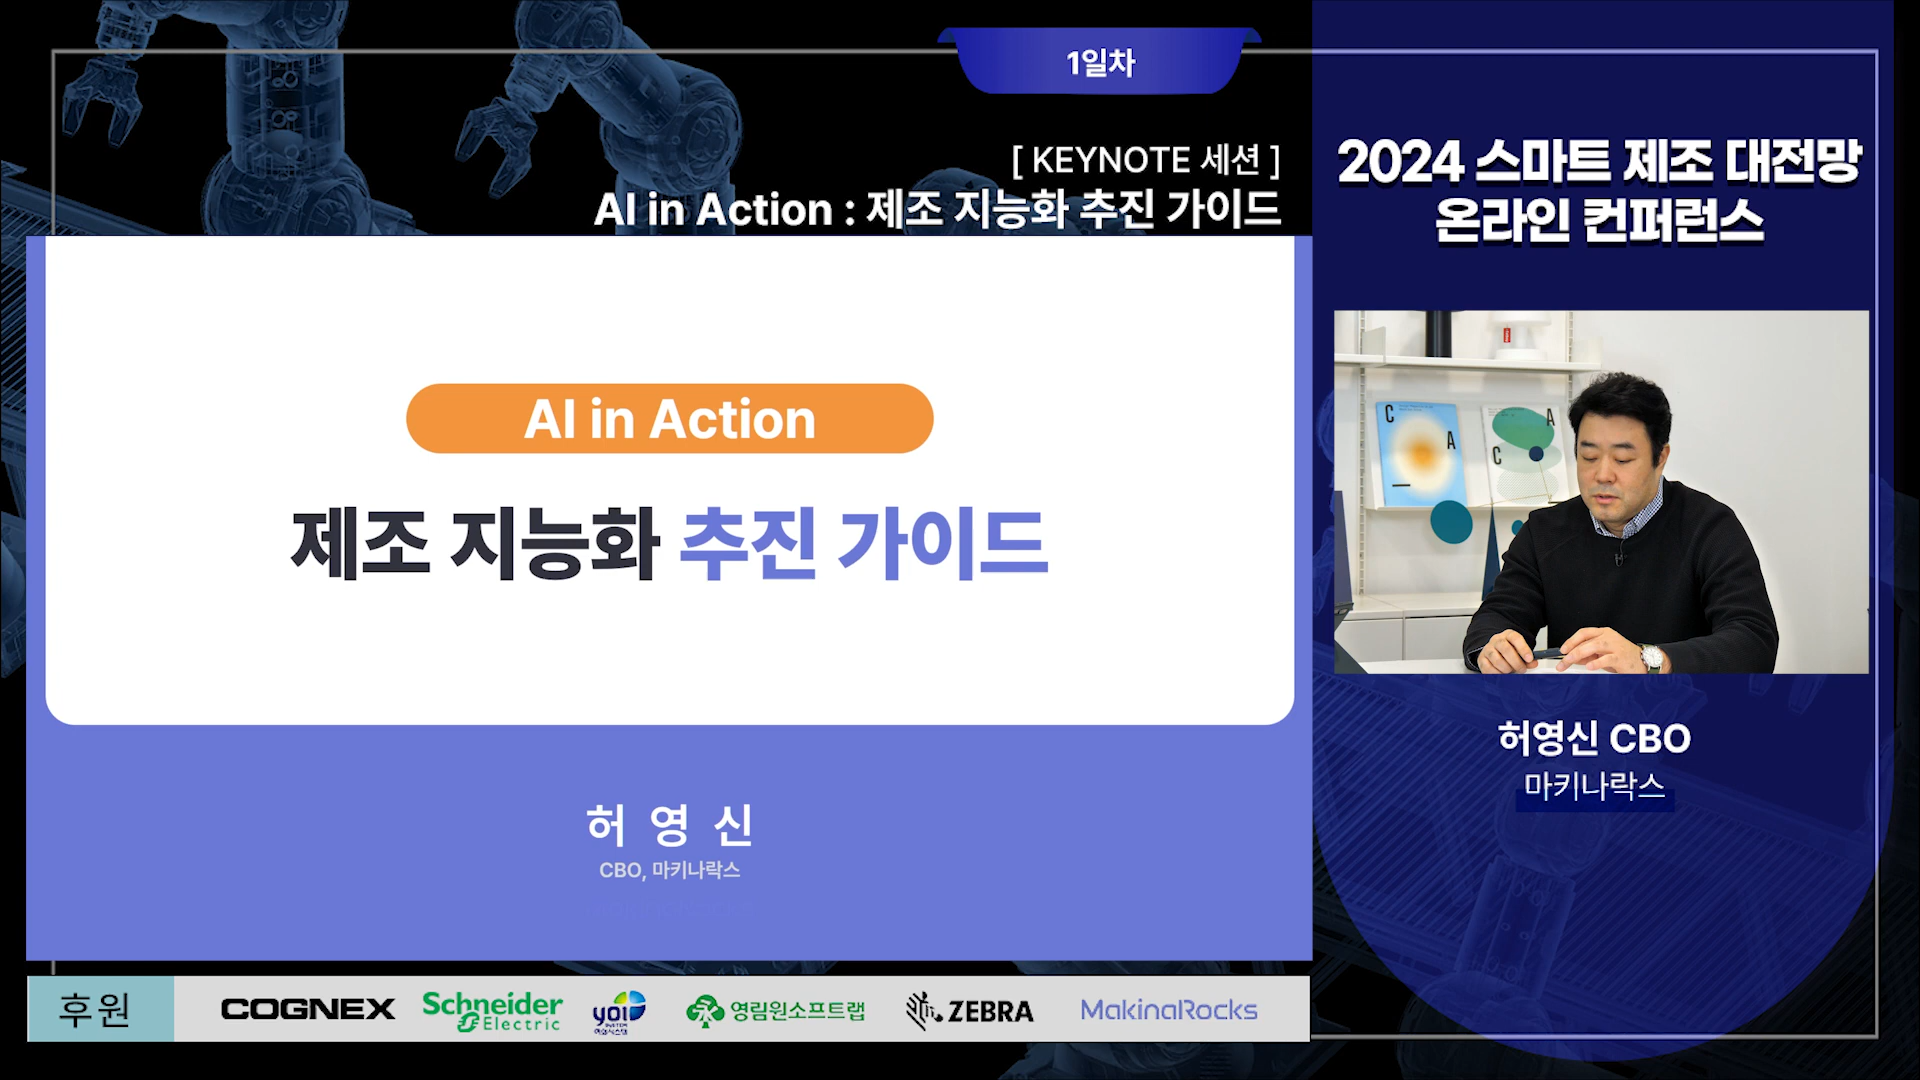 1일차
[ KEYNOTE 세션 ]
AI in Action : 제조 지능화 추진 가이드
AI in Action
제조 지능화 추진 가이드
허 영 신
CBO, 마키나락스
2024 스마트 제조 대전망
온라인 컨퍼런스
C
A
A
C
허영신 CBO
마키나락스
후원
COGNEX
Schneider
Electric
yoi
SYSTEM
영림원소프트랩
ZEBRA
MakinaRocks